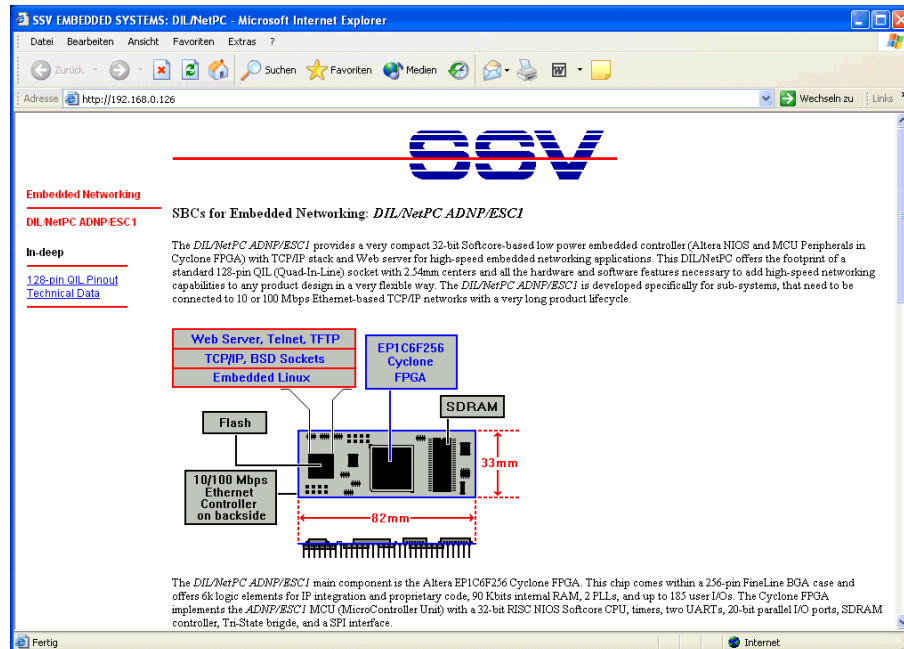 SSV EMBEDDED SYSTEMS: DIL/NetPC - Microsoft Internet Explorer
Datei Bearbeiten Ansicht Favoriten Extras ?
Zurück Suchen Favoriten Medien
Adresse http://192.168.0.126 Wechseln zu Links
SSV
Embedded Networking
DIL/NetPC ADNP/ESC1
In-deep
128-pin QIL Pinout
Technical Data
SBCs for Embedded Networking: DIL/NetPC ADNP/ESC1
The DIL/NetPC ADNP/ESC1 provides a very compact 32-bit Softcore-based low power embedded controller (Altera NIOS and MCU Peripherals in
Cyclone FPGA) with TCP/IP stack and Web server for high-speed embedded networking applications. This DIL/NetPC offers the footprint of a
standard 128-pin QIL (Quad-In-Line) socket with 2.54mm centers and all the hardware and software features necessary to add high-speed networking
capabilities to any product design in a very flexible way. The DIL/NetPC ADNP/ESC1 is developed specifically for sub-systems, that need to be
connected to 10 or 100 Mbps Ethernet-based TCP/IP networks with a very long product lifecycle.
Web Server, Telnet, TFTP
TCP/IP, BSD Sockets
Embedded Linux
EP1C6F256
Cyclone
FPGA
SDRAM
Flash
33mm
10/100 Mbps
Ethernet
Controller
on backside
82mm
The DIL/NetPC ADNP/ESC1 main component is the Altera EP1C6F256 Cyclone FPGA. This chip comes within a 256-pin FineLine BGA case and
offers 6k logic elements for IP integration and proprietary code, 90 Kbits internal RAM, 2 PLLs, and up to 185 user I/Os. The Cyclone FPGA
implements the ADNP/ESC1 MCU (MicroController Unit) with a 32-bit RISC NIOS Softcore CPU, timers, two UARTs, 20-bit parallel I/O ports, SDRAM
controller, Tri-State brigde, and a SPI interface.
Fertig Internet